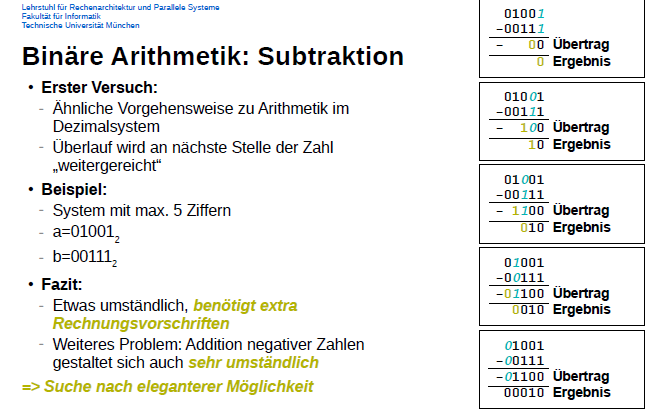 Lehrstuhl für Rechenarchitektur und Parallele Systeme
Fakultät für Informatik
Technische Universität München
Binäre Arithmetik: Subtraktion
• Erster Versuch:
- Ähnliche Vorgehensweise zu Arithmetik im
Dezimalsystem
- Überlauf wird an nächste Stelle der Zahl
„weitergereicht“
• Beispiel:
- System mit max. 5 Ziffern
- a=01001₂
- b=00111₂
• Fazit:
- Etwas umständlich, benötigt extra
Rechnungsvorschriften
- Weiteres Problem: Addition negativer Zahlen
gestaltet sich auch sehr umständlich
=> Suche nach eleganterer Möglichkeit
01001
-00111
- 00 Übertrag
0 Ergebnis
01001
-00111
- 100 Übertrag
10 Ergebnis
01001
-00111
- 1100 Übertrag
010 Ergebnis
01001
-00111
-01100 Übertrag
0010 Ergebnis
01001
-00111
-01100 Übertrag
00010 Ergebnis